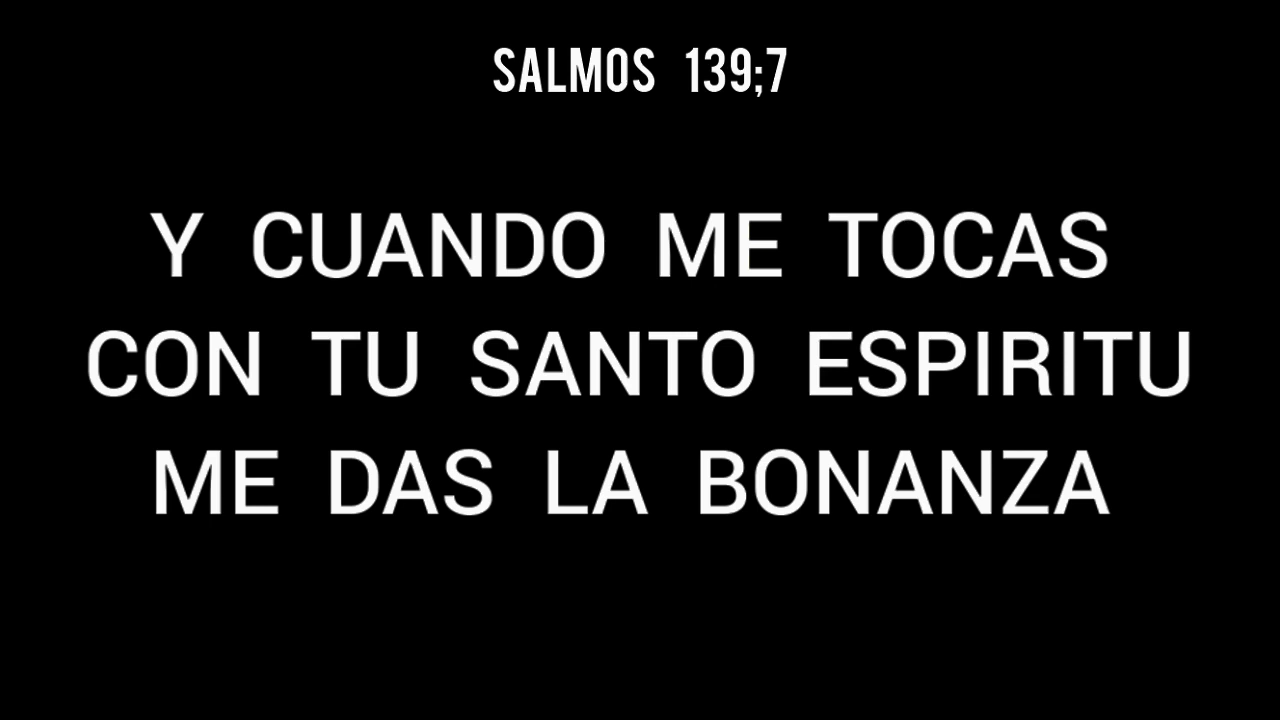 SALMOS 139;7
Y CUANDO ME TOCAS
CON TU SANTO ESPIRITU
ME DAS LA BONANZA